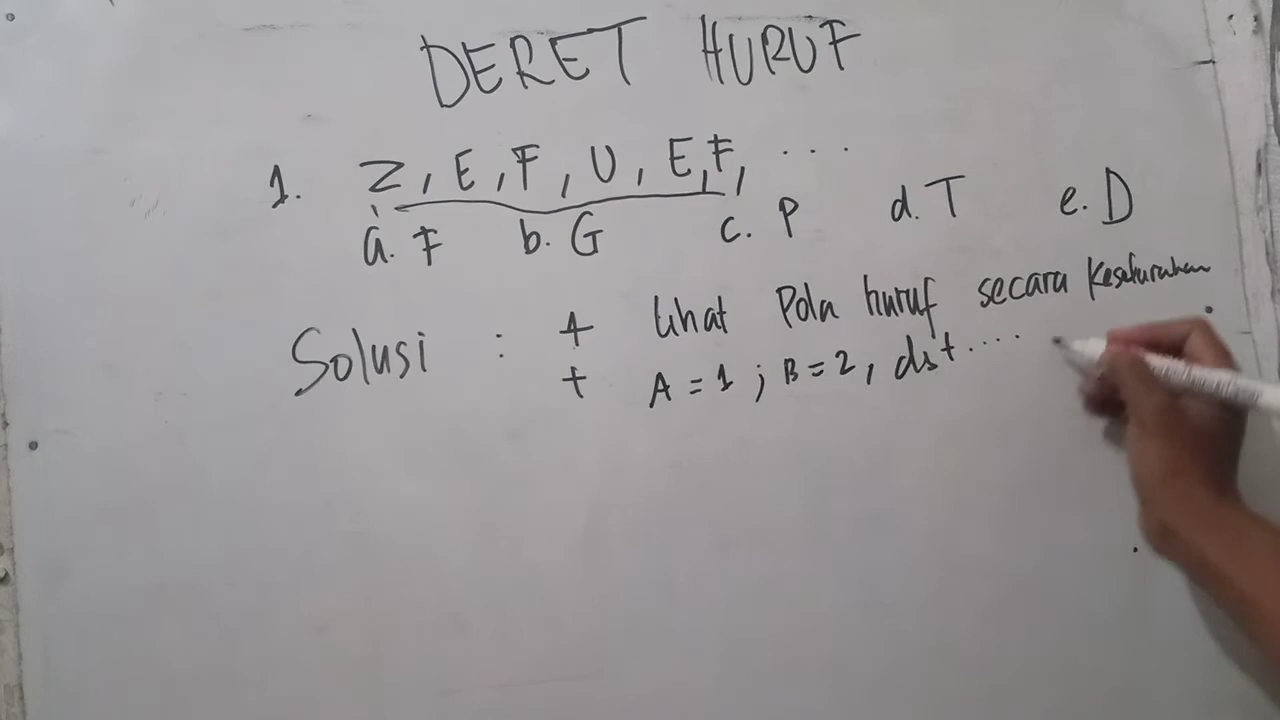 DERET HURUF
1. Z, E, F, U, E, F, ...
a. F b. G c. P d. T e. D
Solusi : + lihat Pola huruf secara Keseluruhan
+ A = 1 ; B = 2, dst ....